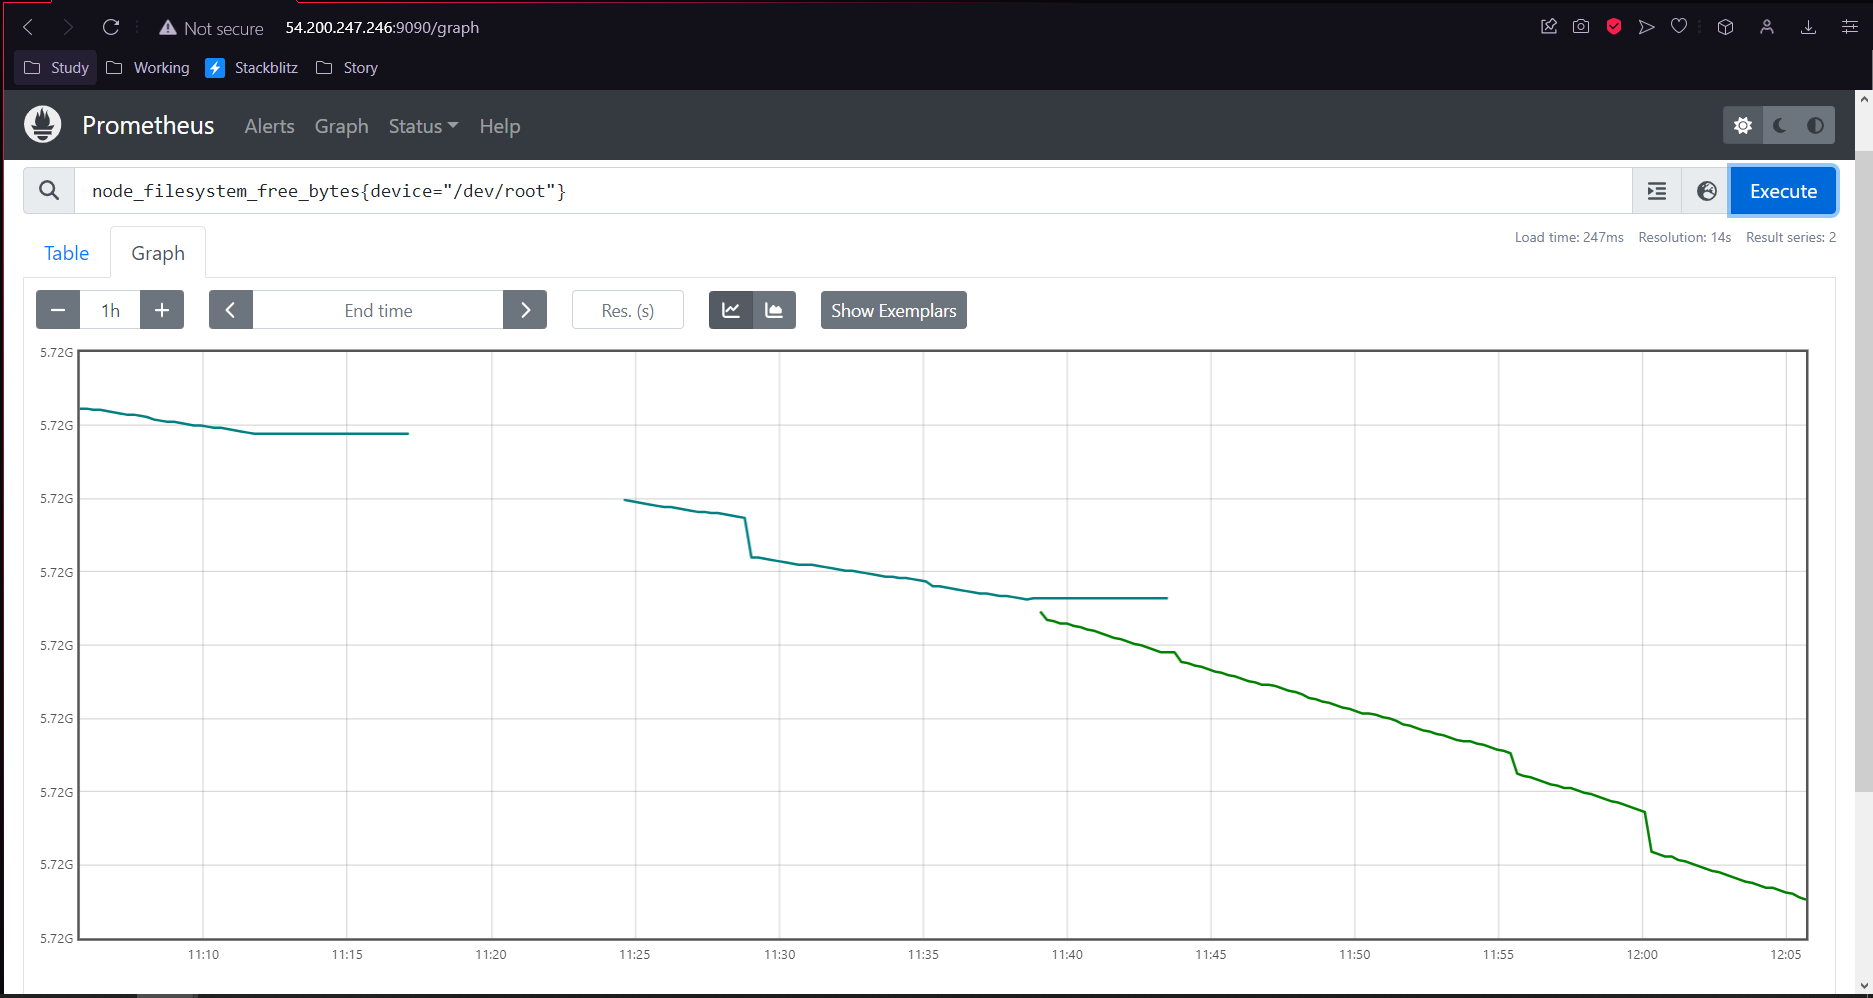 Not secure 54.200.247.246:9090/graph
Study Working Stackblitz Story
Prometheus Alerts Graph Status Help
node_filesystem_free_bytes{device="/dev/root"} Execute
Load time: 247ms Resolution: 14s Result series: 2
Table Graph
− 1h + End time Res. (s) Show Exemplars
5.72G
5.72G
5.72G
5.72G
5.72G
5.72G
5.72G
5.72G
5.72G
11:10 11:15 11:20 11:25 11:30 11:35 11:40 11:45 11:50 11:55 12:00 12:05